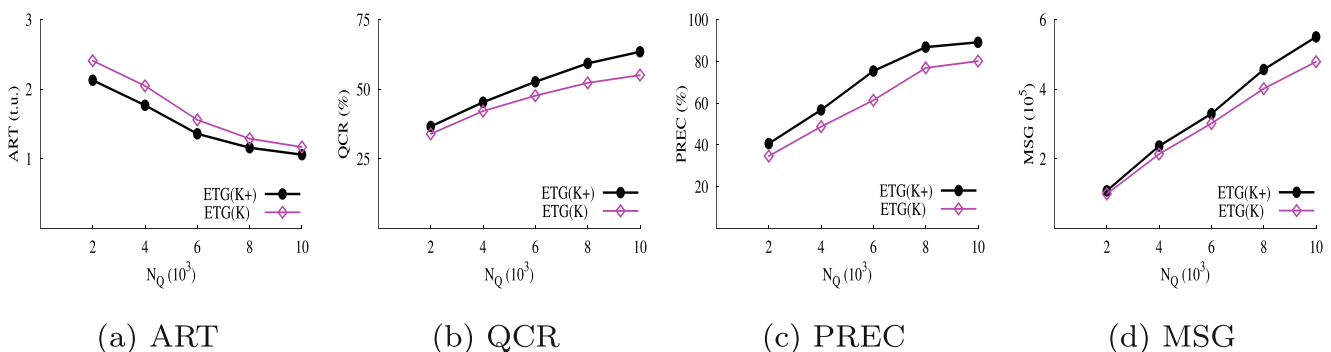 3
2
1
ART (t.u.)
ETG(K+)
ETG(K)
2 4 6 8 10
N_Q (10^3)
(a) ART
75
50
25
QCR (%)
ETG(K+)
ETG(K)
2 4 6 8 10
N_Q (10^3)
(b) QCR
100
80
60
40
20
PREC (%)
ETG(K+)
ETG(K)
2 4 6 8 10
N_Q (10^3)
(c) PREC
6
4
2
MSG (10^5)
ETG(K+)
ETG(K)
2 4 6 8 10
N_Q (10^3)
(d) MSG